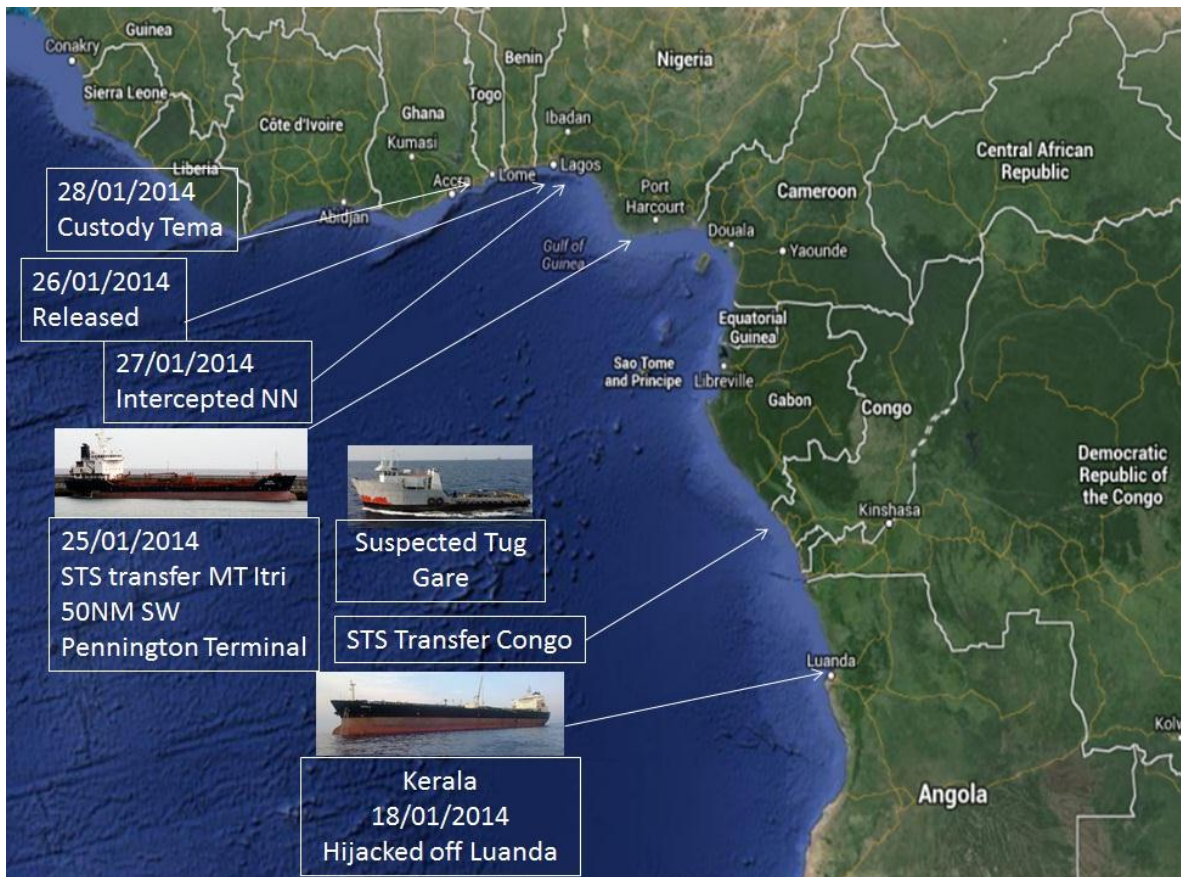 Guinea
Conakry
Sierra Leone
Liberia
Côte d'Ivoire
Abidjan
Ghana
Kumasi
Accra
Togo
Lome
Benin
Nigeria
Ibadan
Lagos
Port
Harcourt
Gulf of
Guinea
Cameroon
Douala
Yaounde
Central African
Republic
Equatorial
Guinea
Sao Tome
and Principe
Libreville
Gabon
Congo
Democratic
Republic of
the Congo
Kinshasa
Luanda
Angola
28/01/2014
Custody Tema
26/01/2014
Released
27/01/2014
Intercepted NN
25/01/2014
STS transfer MT Itri
50NM SW
Pennington Terminal
Suspected Tug
Gare
STS Transfer Congo
Kerala
18/01/2014
Hijacked off Luanda